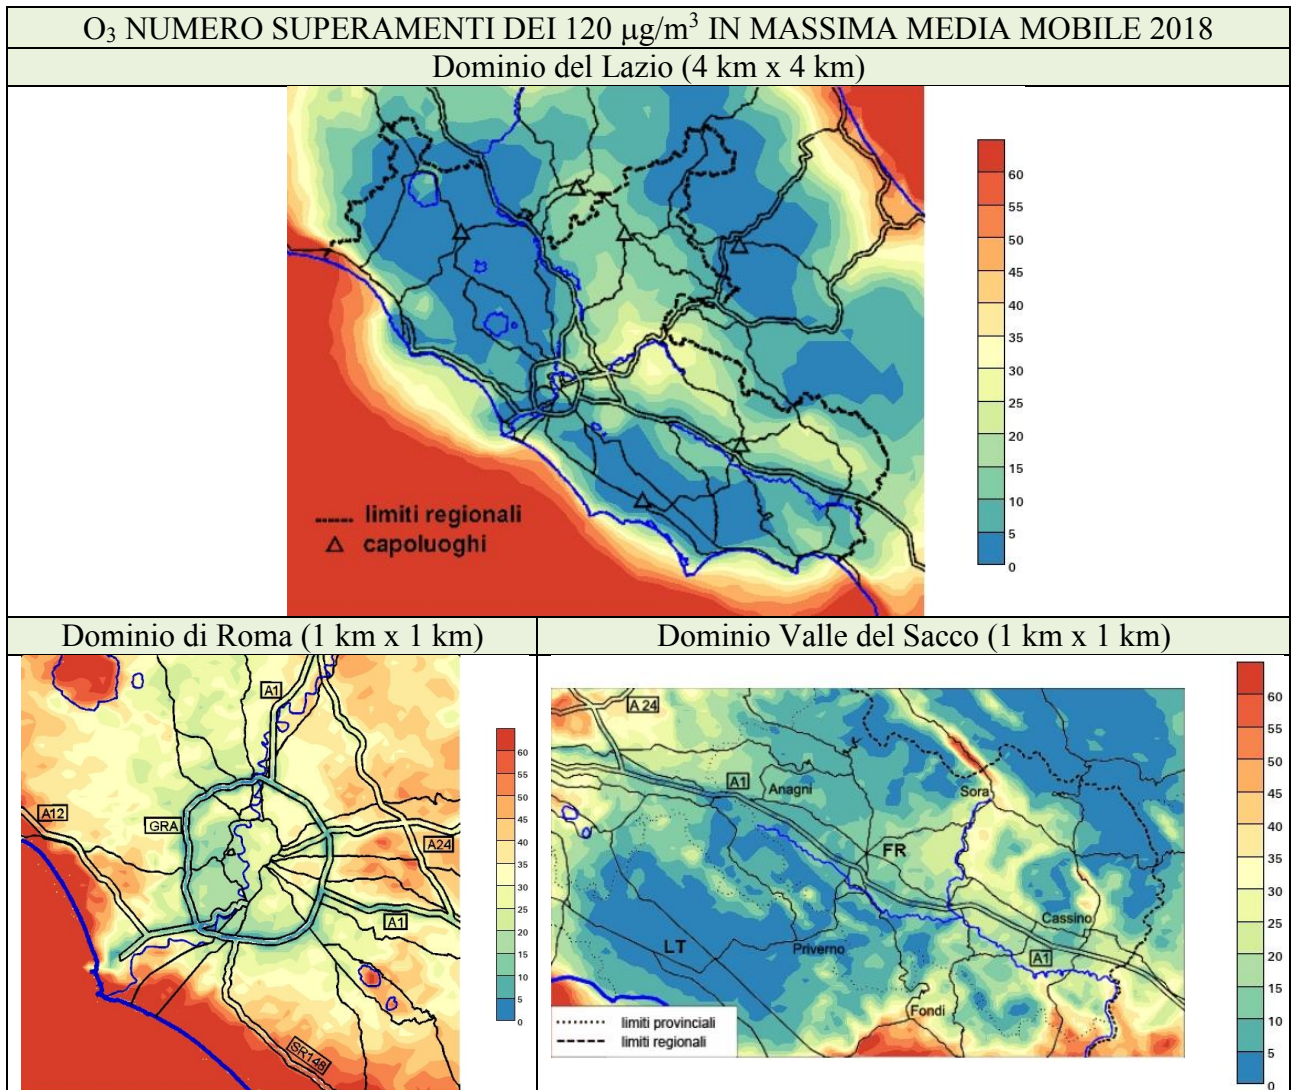 O₃ NUMERO SUPERAMENTI DEI 120 μg/m³ IN MASSIMA MEDIA MOBILE 2018
Dominio del Lazio (4 km x 4 km)
60
55
50
45
40
35
30
25
20
15
10
5
0
limiti regionali
capoluoghi
Dominio di Roma (1 km x 1 km)
Dominio Valle del Sacco (1 km x 1 km)
A1
A12
GRA
A24
A1
SR148
60
55
50
45
40
35
30
25
20
15
10
5
0
A 24
A1
Anagni
Sora
FR
Cassino
LT
Priverno
A1
Fondi
limiti provinciali
limiti regionali
60
55
50
45
40
35
30
25
20
15
10
5
0